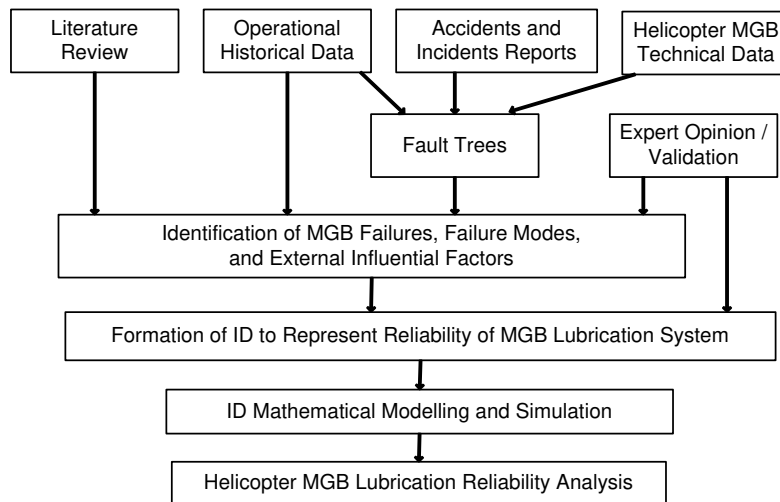 Literature
Review
Operational
Historical Data
Accidents and
Incidents Reports
Helicopter MGB
Technical Data
Fault Trees
Expert Opinion /
Validation
Identification of MGB Failures, Failure Modes,
and External Influential Factors
Formation of ID to Represent Reliability of MGB Lubrication System
ID Mathematical Modelling and Simulation
Helicopter MGB Lubrication Reliability Analysis